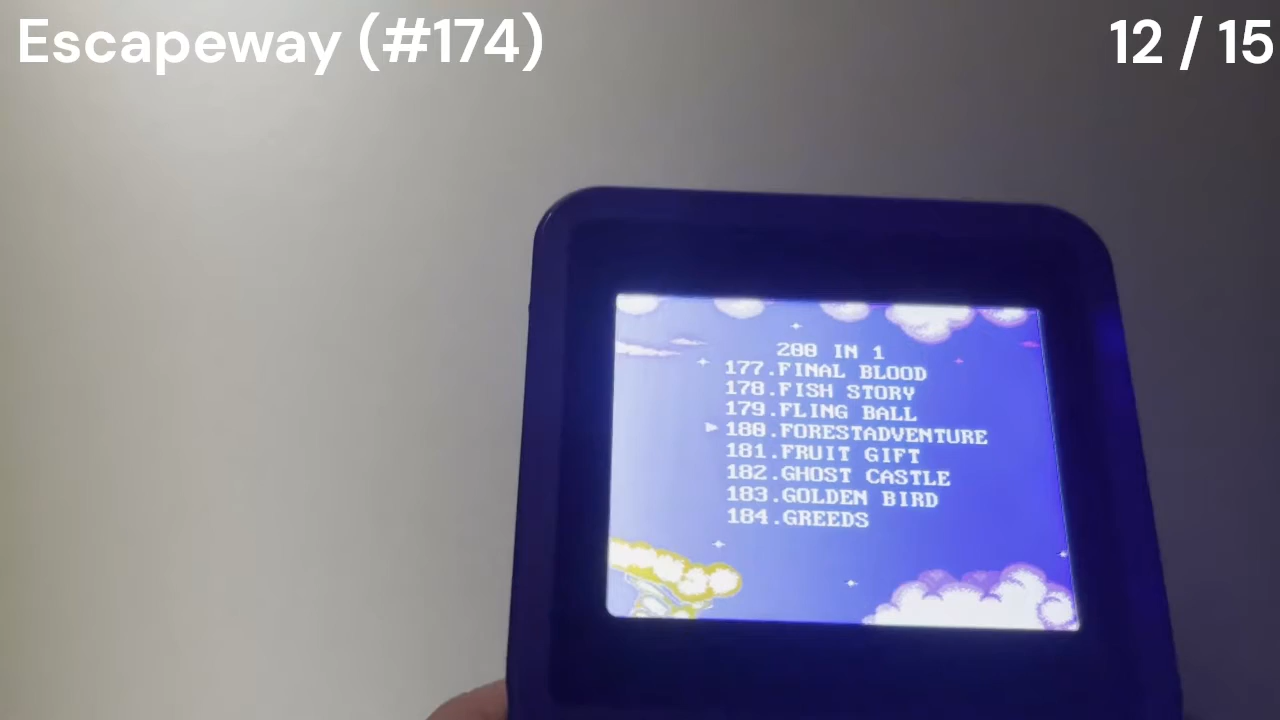 Escapeway (#174)
12 / 15
200 IN 1
177.FINAL BLOOD
178.FISH STORY
179.FLING BALL
180.FORESTADVENTURE
181.FRUIT GIFT
182.GHOST CASTLE
183.GOLDEN BIRD
184.GREEDS